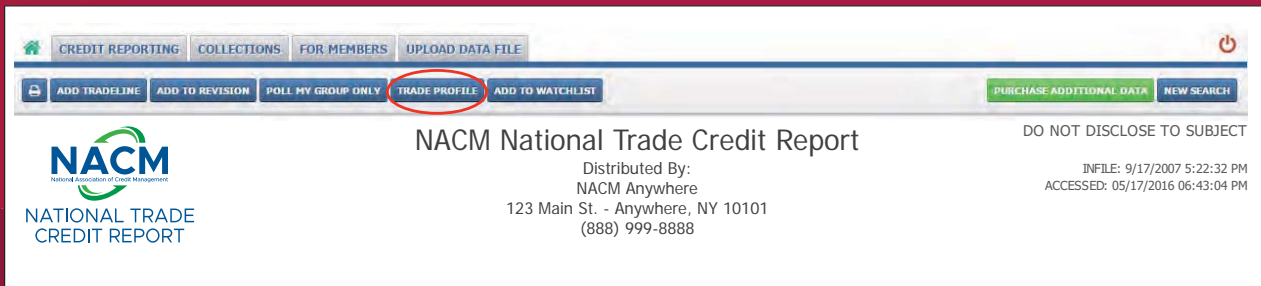 CREDIT REPORTING COLLECTIONS FOR MEMBERS UPLOAD DATA FILE
ADD TRADELINE ADD TO REVISION POLL MY GROUP ONLY TRADE PROFILE ADD TO WATCHLIST PURCHASE ADDITIONAL DATA NEW SEARCH
NACM
National Association of Credit Management
NATIONAL TRADE
CREDIT REPORT
NACM National Trade Credit Report
Distributed By:
NACM Anywhere
123 Main St. - Anywhere, NY 10101
(888) 999-8888
DO NOT DISCLOSE TO SUBJECT
INFILE: 9/17/2007 5:22:32 PM
ACCESSED: 05/17/2016 06:43:04 PM